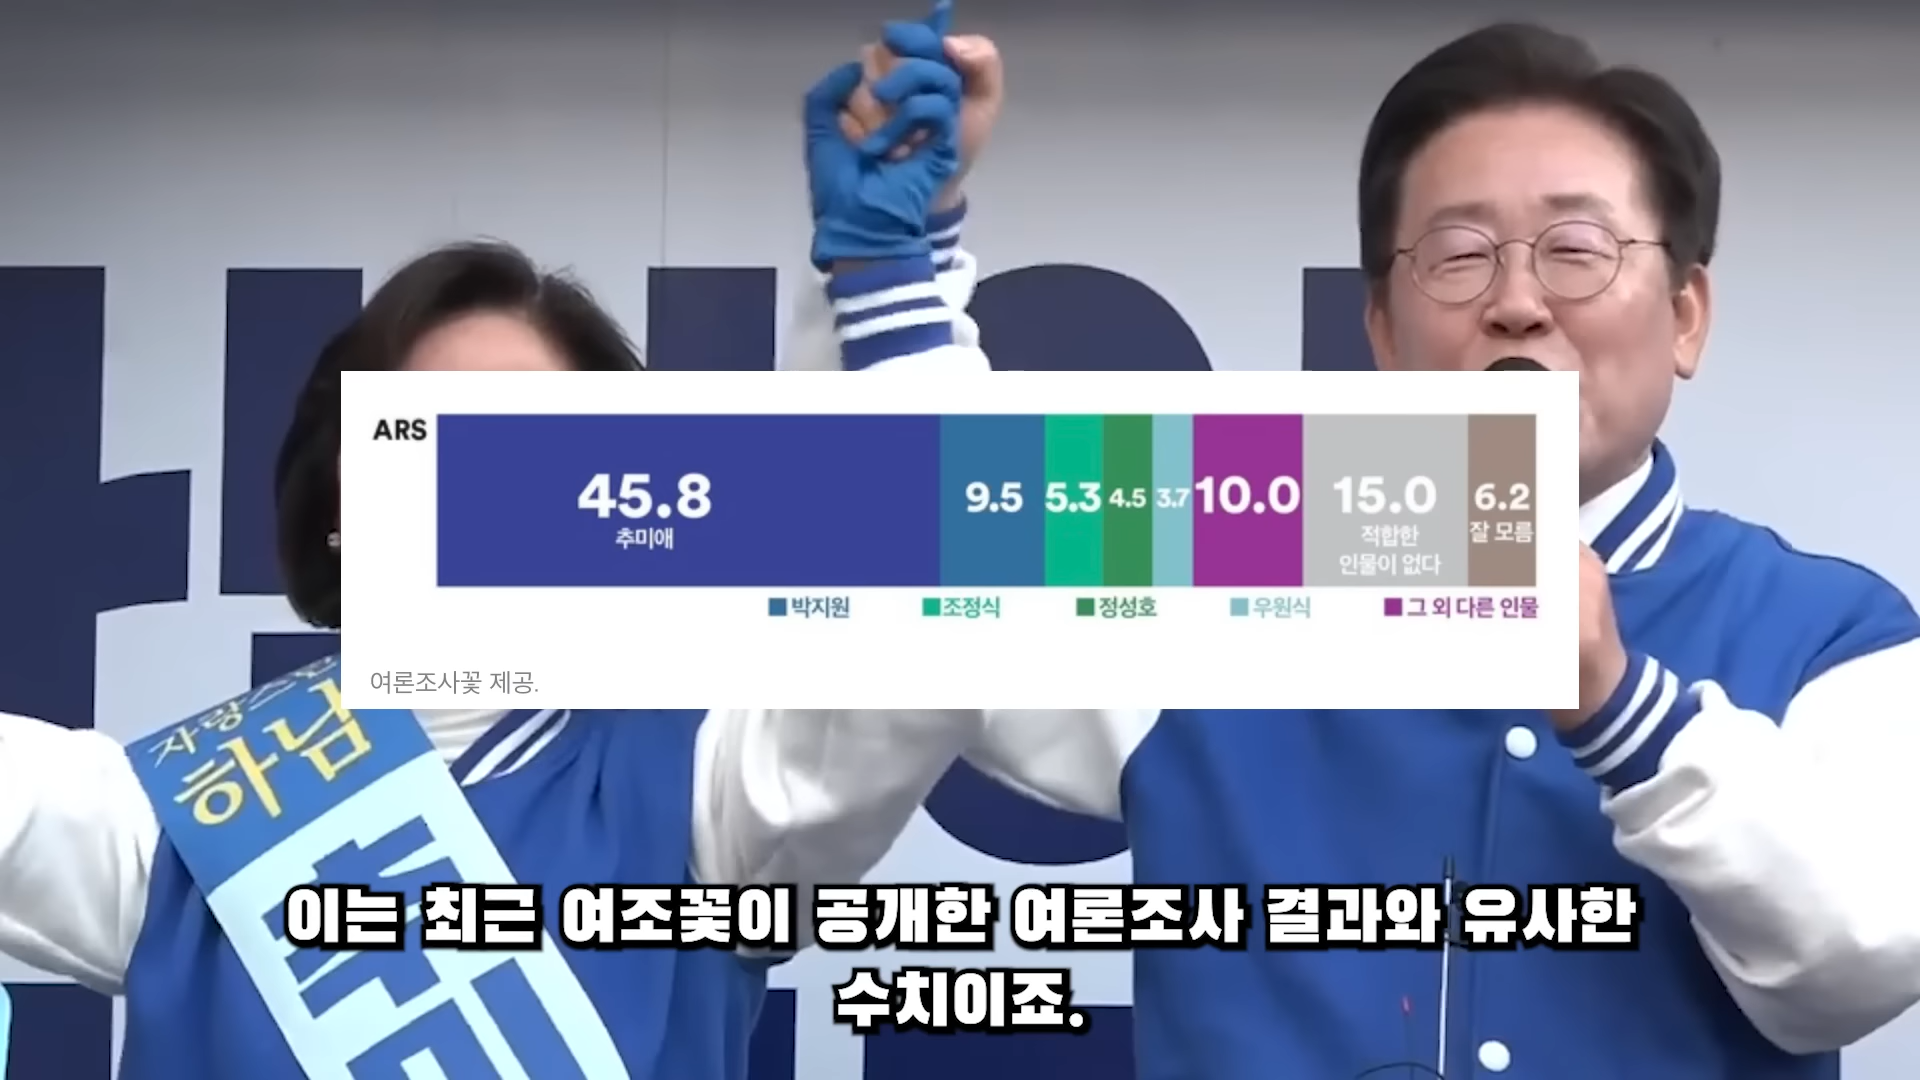 ARS
45.8
추미애
9.5
5.3
4.5
3.7
10.0
15.0
적합한
인물이 없다
6.2
잘 모름
박지원
조정식
정성호
우원식
그 외 다른 인물
여론조사꽃 제공.
하남
이는 최근 여조꽃이 공개한 여론조사 결과와 유사한
수치이죠.